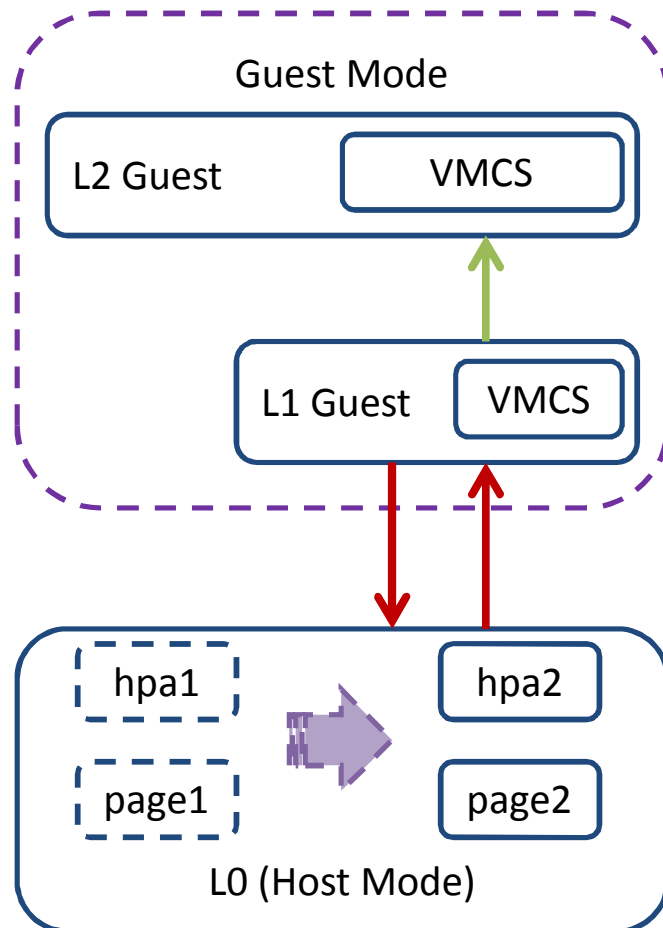 Guest Mode
L2 Guest
VMCS
L1 Guest
VMCS
hpa1
hpa2
page1
page2
L0 (Host Mode)